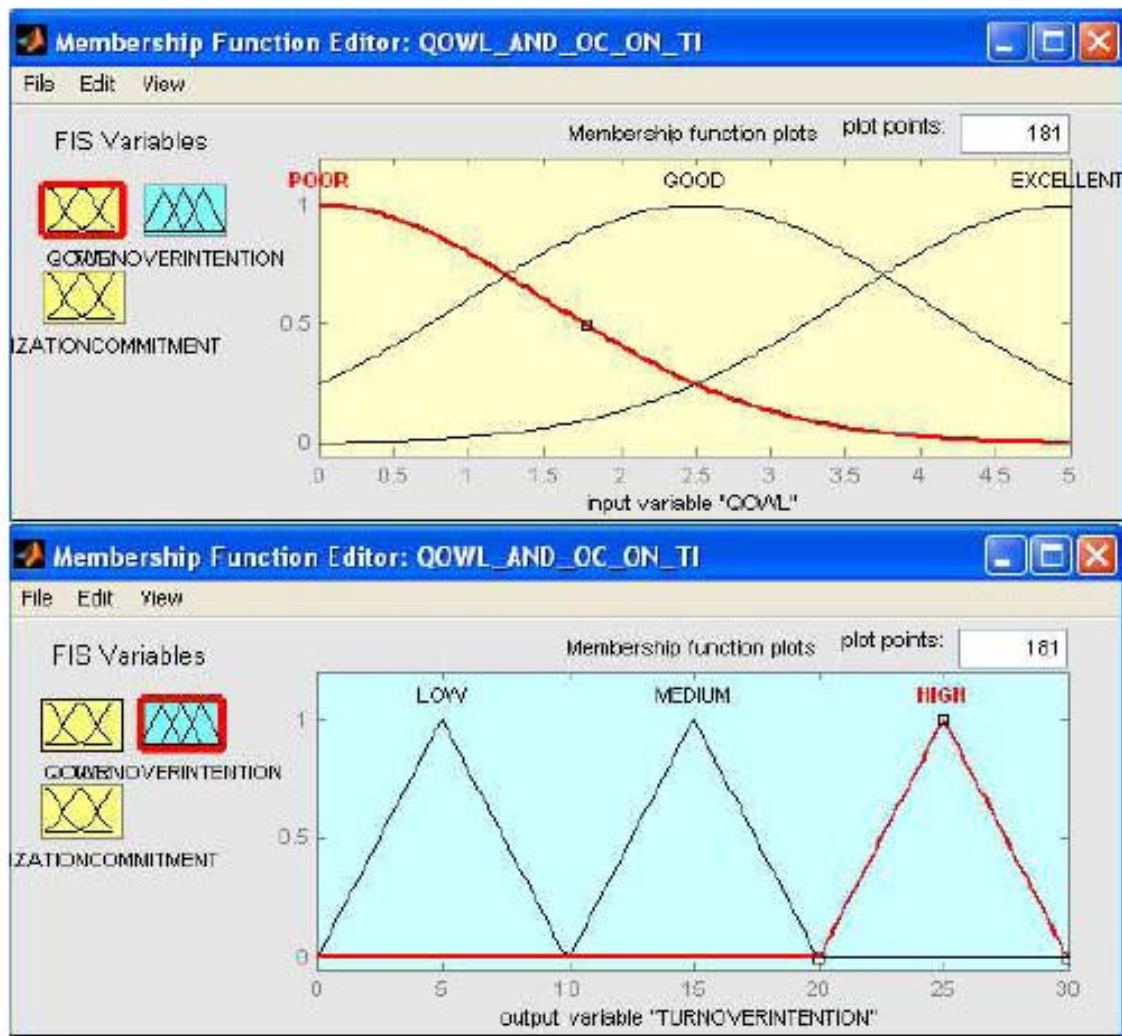 Membership Function Editor: QOWL_AND_OC_ON_TI
File Edit View
FIS Variables
Membership function plots plot points: 181
POOR GOOD EXCELLENT
1
0.5
0
0 0.5 1 1.5 2 2.5 3 3.5 4 4.5 5
input variable "QOWL"
OVERINTENTION
IZATIONCOMMITMENT
Membership Function Editor: QOWL_AND_OC_ON_TI
File Edit View
FIS Variables
Membership function plots plot points: 181
LOW MEDIUM HIGH
1
0.5
0
0 5 10 15 20 25 30
output variable "TURNOVERINTENTION"
OVERINTENTION
IZATIONCOMMITMENT